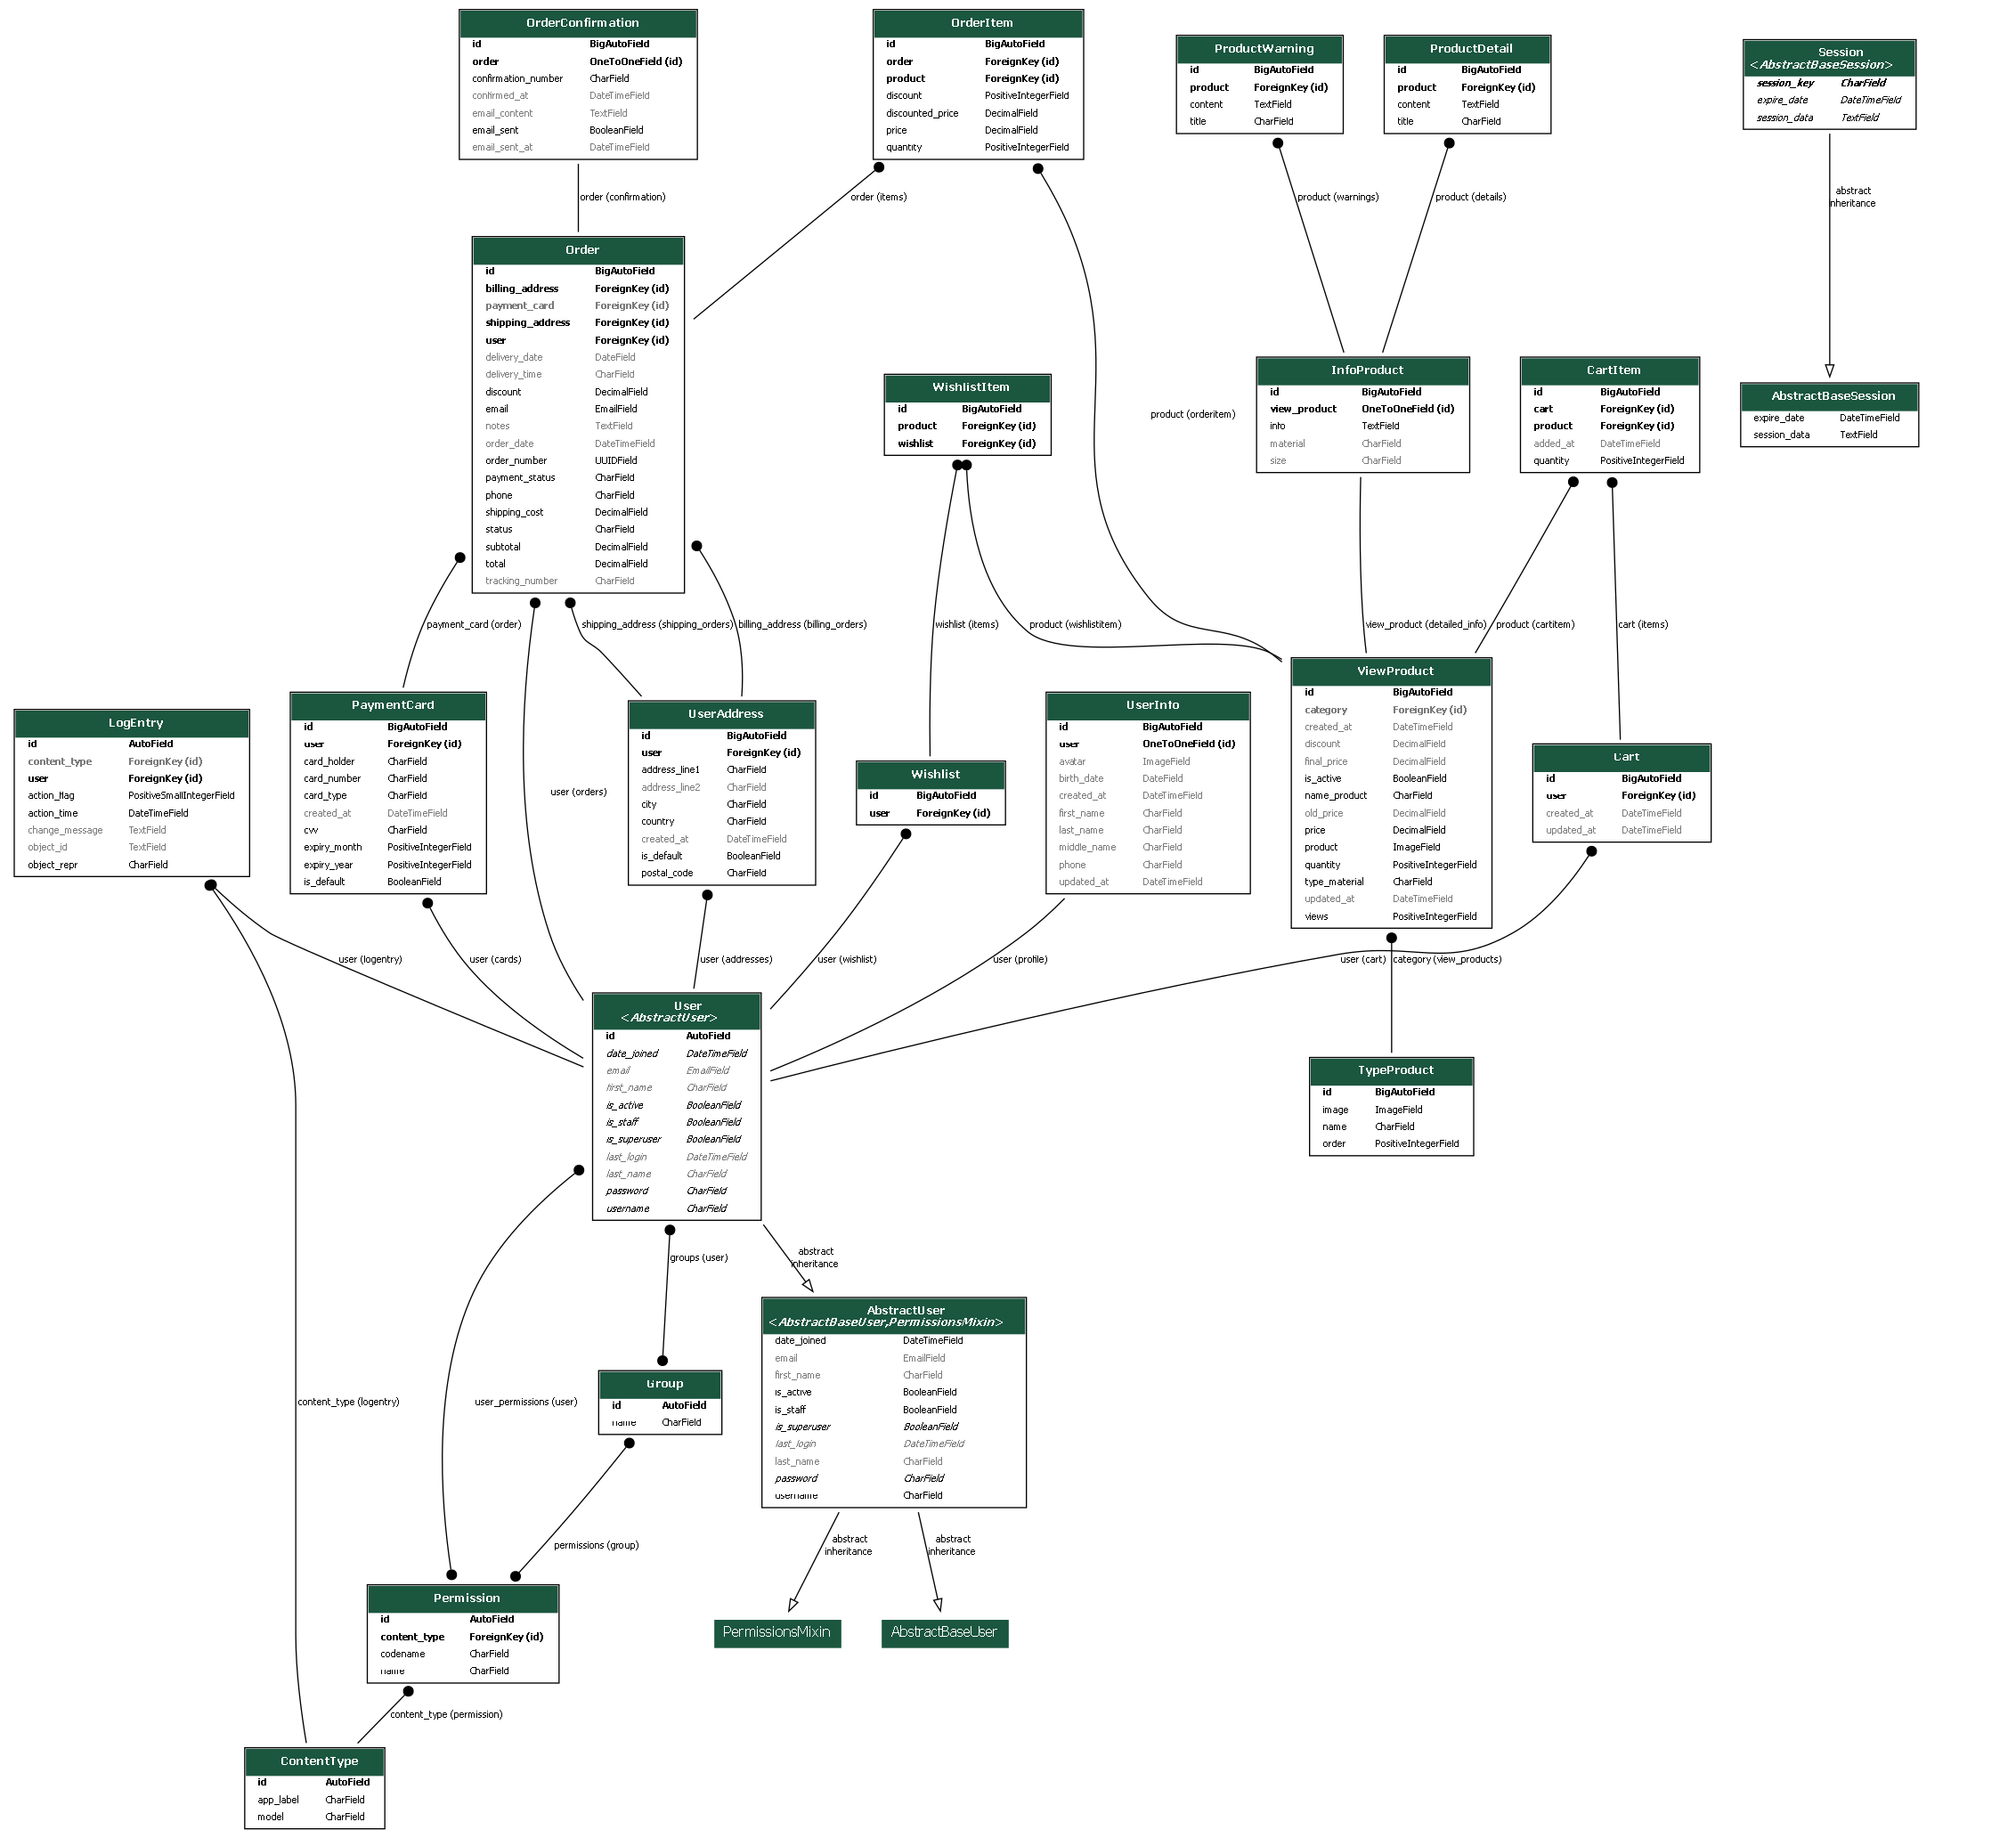 OrderConfirmation
id BigAutoField
order OneToOneField (id)
confirmation_number CharField
confirmed_at DateTimeField
email_content TextField
email_sent BooleanField
email_sent_at DateTimeField
OrderItem
id BigAutoField
order ForeignKey (id)
product ForeignKey (id)
discount PositiveIntegerField
discounted_price DecimalField
price DecimalField
quantity PositiveIntegerField
ProductWarning
id BigAutoField
product ForeignKey (id)
content TextField
title CharField
ProductDetail
id BigAutoField
product ForeignKey (id)
content TextField
title CharField
Session
<AbstractBaseSession>
session_key CharField
expire_date DateTimeField
session_data TextField
order (confirmation)
order (items)
product (warnings)
product (details)
abstract
inheritance
Order
id BigAutoField
billing_address ForeignKey (id)
payment_card ForeignKey (id)
shipping_address ForeignKey (id)
user ForeignKey (id)
delivery_date DateField
delivery_time CharField
discount DecimalField
email EmailField
notes TextField
order_date DateTimeField
order_number UUIDField
payment_status CharField
phone CharField
shipping_cost DecimalField
status CharField
subtotal DecimalField
total DecimalField
tracking_number CharField
WishlistItem
id BigAutoField
product ForeignKey (id)
wishlist ForeignKey (id)
product (orderitem)
InfoProduct
id BigAutoField
view_product OneToOneField (id)
info TextField
material CharField
size CharField
CartItem
id BigAutoField
cart ForeignKey (id)
product ForeignKey (id)
added_at DateTimeField
quantity PositiveIntegerField
AbstractBaseSession
expire_date DateTimeField
session_data TextField
payment_card (order)
shipping_address (shipping_orders)
billing_address (billing_orders)
wishlist (items)
product (wishlistitem)
view_product (detailed_info)
product (cartitem)
cart (items)
LogEntry
id AutoField
content_type ForeignKey (id)
user ForeignKey (id)
action_flag PositiveSmallIntegerField
action_time DateTimeField
change_message TextField
object_id TextField
object_repr CharField
PaymentCard
id BigAutoField
user ForeignKey (id)
card_holder CharField
card_number CharField
card_type CharField
created_at DateTimeField
cvv CharField
expiry_month PositiveIntegerField
expiry_year PositiveIntegerField
is_default BooleanField
user (orders)
UserAddress
id BigAutoField
user ForeignKey (id)
address_line1 CharField
address_line2 CharField
city CharField
country CharField
created_at DateTimeField
is_default BooleanField
postal_code CharField
Wishlist
id BigAutoField
user ForeignKey (id)
UserInfo
id BigAutoField
user OneToOneField (id)
avatar ImageField
birth_date DateField
created_at DateTimeField
first_name CharField
last_name CharField
middle_name CharField
phone CharField
updated_at DateTimeField
ViewProduct
id BigAutoField
category ForeignKey (id)
created_at DateTimeField
discount DecimalField
final_price DecimalField
is_active BooleanField
name_product CharField
old_price DecimalField
price DecimalField
product ImageField
quantity PositiveIntegerField
type_material CharField
updated_at DateTimeField
views PositiveIntegerField
Cart
id BigAutoField
user ForeignKey (id)
created_at DateTimeField
updated_at DateTimeField
user (logentry)
user (cards)
user (addresses)
user (wishlist)
user (profile)
user (cart)
category (view_products)
User
<AbstractUser>
id AutoField
date_joined DateTimeField
email EmailField
first_name CharField
is_active BooleanField
is_staff BooleanField
is_superuser BooleanField
last_login DateTimeField
last_name CharField
password CharField
username CharField
TypeProduct
id BigAutoField
image ImageField
name CharField
order PositiveIntegerField
groups (user)
abstract
inheritance
AbstractUser
<AbstractBaseUser,PermissionsMixin>
date_joined DateTimeField
email EmailField
first_name CharField
is_active BooleanField
is_staff BooleanField
is_superuser BooleanField
last_login DateTimeField
last_name CharField
password CharField
username CharField
content_type (logentry)
user_permissions (user)
Group
id AutoField
name CharField
permissions (group)
abstract
inheritance
abstract
inheritance
Permission
id AutoField
content_type ForeignKey (id)
codename CharField
name CharField
PermissionsMixin
AbstractBaseUser
content_type (permission)
ContentType
id AutoField
app_label CharField
model CharField